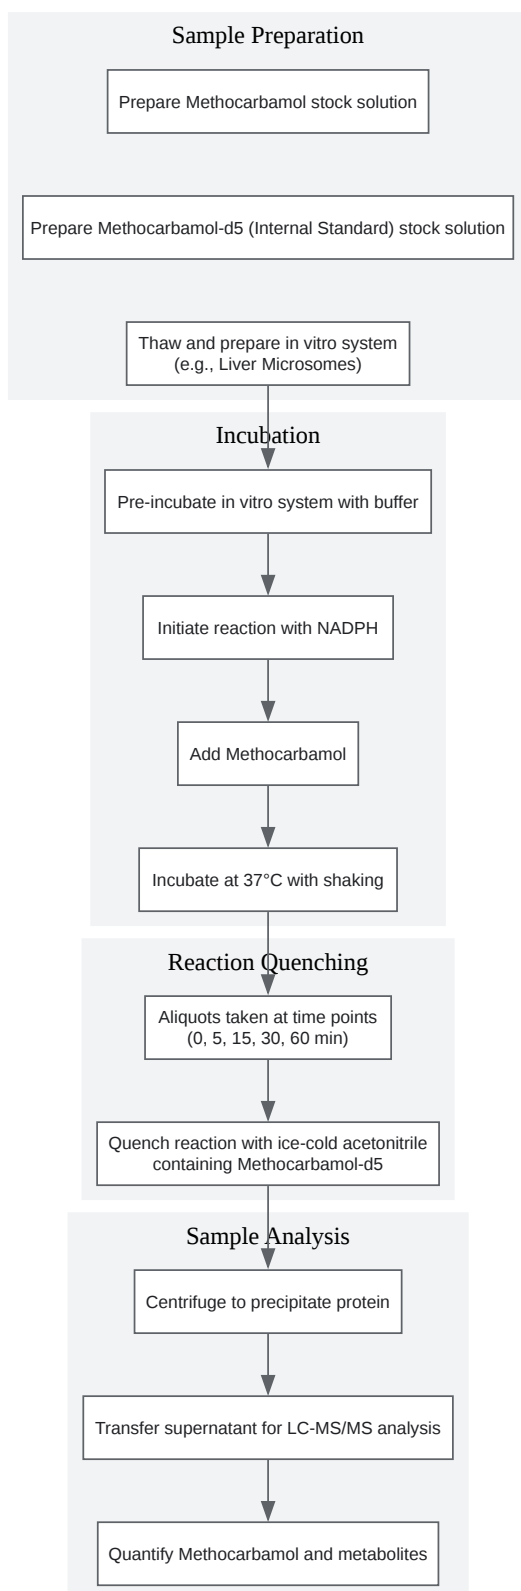 Sample Preparation
Prepare Methocarbamol stock solution
Prepare Methocarbamol-d5 (Internal Standard) stock solution
Thaw and prepare in vitro system
(e.g., Liver Microsomes)
Incubation
Pre-incubate in vitro system with buffer
Initiate reaction with NADPH
Add Methocarbamol
Incubate at 37°C with shaking
Reaction Quenching
Aliquots taken at time points
(0, 5, 15, 30, 60 min)
Quench reaction with ice-cold acetonitrile
containing Methocarbamol-d5
Sample Analysis
Centrifuge to precipitate protein
Transfer supernatant for LC-MS/MS analysis
Quantify Methocarbamol and metabolites